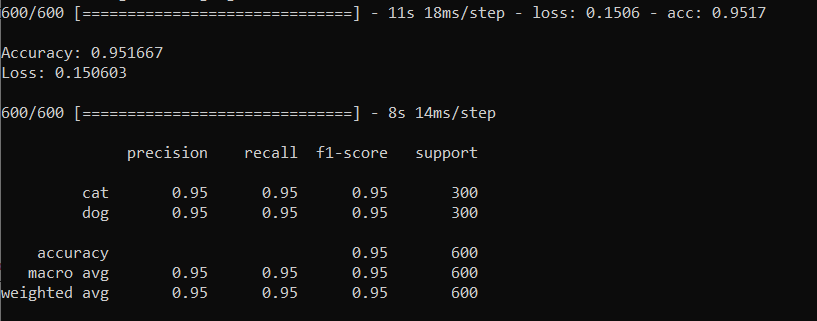 600/600 [==============================] - 11s 18ms/step - loss: 0.1506 - acc: 0.9517
Accuracy: 0.951667
Loss: 0.150603
600/600 [==============================] - 8s 14ms/step
precision recall f1-score support
cat 0.95 0.95 0.95 300
dog 0.95 0.95 0.95 300
accuracy 0.95 600
macro avg 0.95 0.95 0.95 600
weighted avg 0.95 0.95 0.95 600